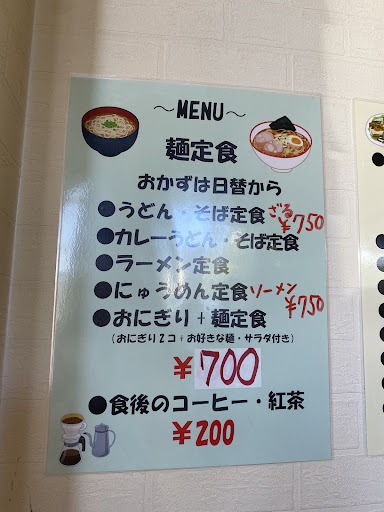 ～MENU～
麺定食
おかずは日替から
●うどん・そば定食 ざる ¥750
●カレーうどん・そば定食
●ラーメン定食
●にゅうめん定食 ソーメン ¥750
●おにぎり＋麺定食
（おにぎり2コ＋お好きな麺・サラダ付き）
¥700
●食後のコーヒー・紅茶
¥200